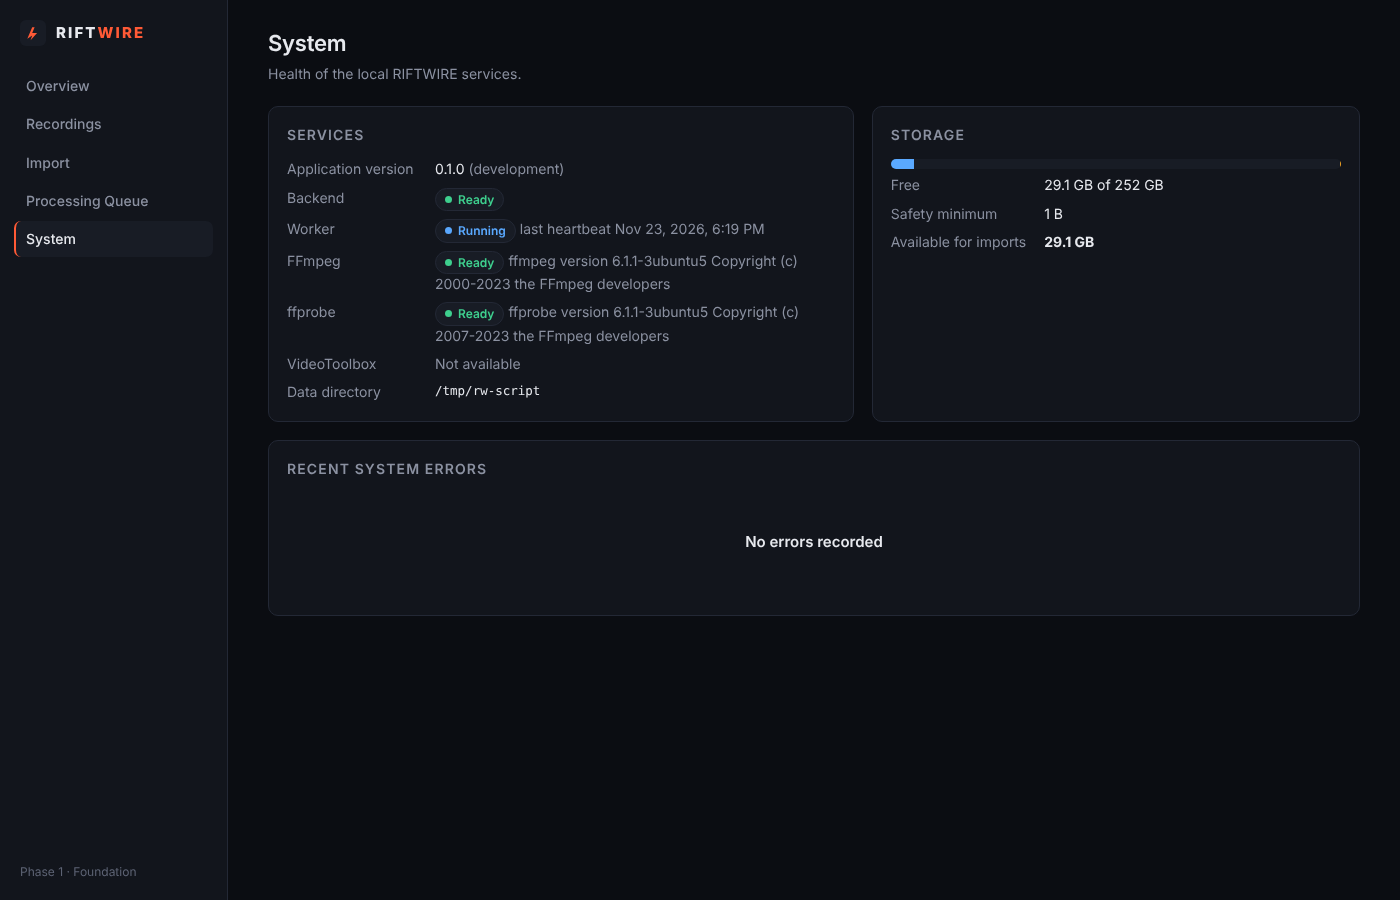 RIFTWIRE
Overview
Recordings
Import
Processing Queue
System
Phase 1 · Foundation
System
Health of the local RIFTWIRE services.
SERVICES
Application version 0.1.0 (development)
Backend Ready
Worker Running last heartbeat Nov 23, 2026, 6:19 PM
FFmpeg Ready ffmpeg version 6.1.1-3ubuntu5 Copyright (c)
2000-2023 the FFmpeg developers
ffprobe Ready ffprobe version 6.1.1-3ubuntu5 Copyright (c)
2007-2023 the FFmpeg developers
VideoToolbox Not available
Data directory /tmp/rw-script
STORAGE
Free 29.1 GB of 252 GB
Safety minimum 1 B
Available for imports 29.1 GB
RECENT SYSTEM ERRORS
No errors recorded